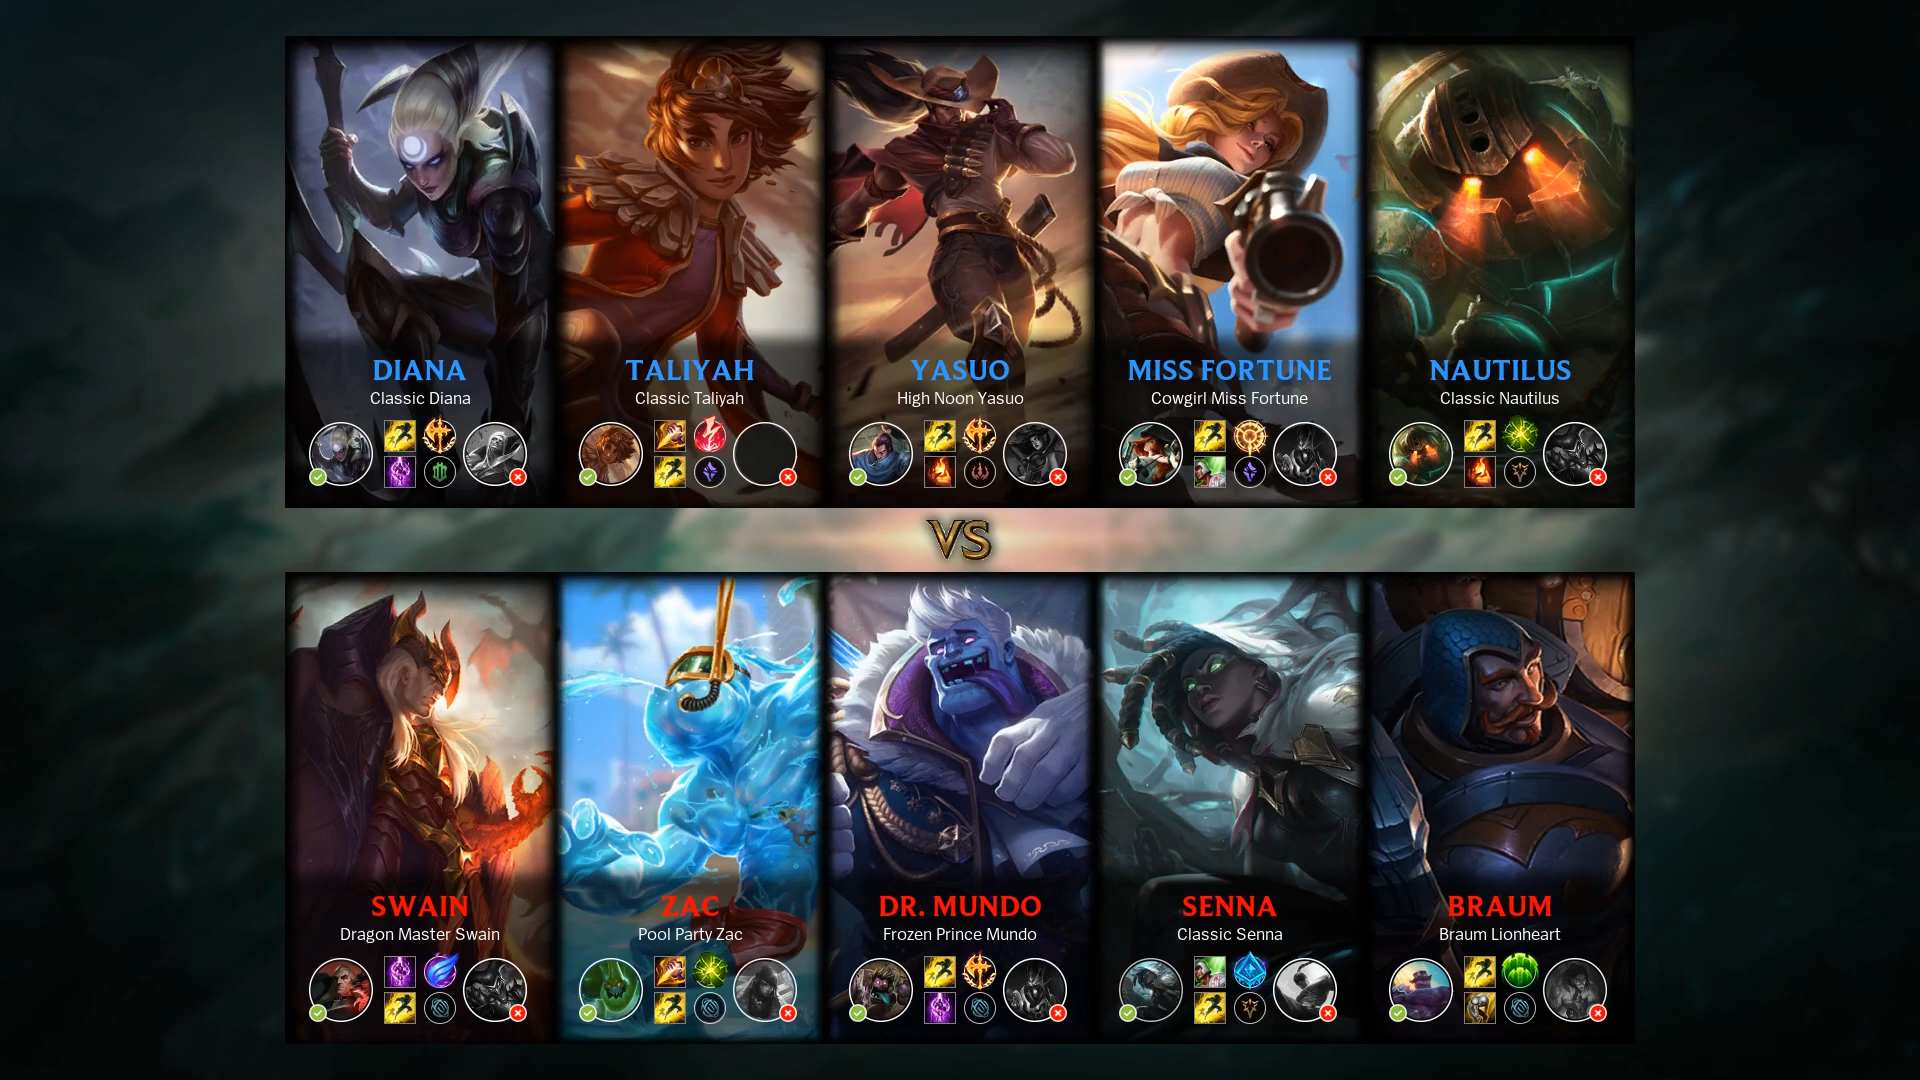 DIANA
Classic Diana
TALIYAH
Classic Taliyah
YASUO
High Noon Yasuo
MISS FORTUNE
Cowgirl Miss Fortune
NAUTILUS
Classic Nautilus
VS
SWAIN
Dragon Master Swain
ZAC
Pool Party Zac
DR. MUNDO
Frozen Prince Mundo
SENNA
Classic Senna
BRAUM
Braum Lionheart